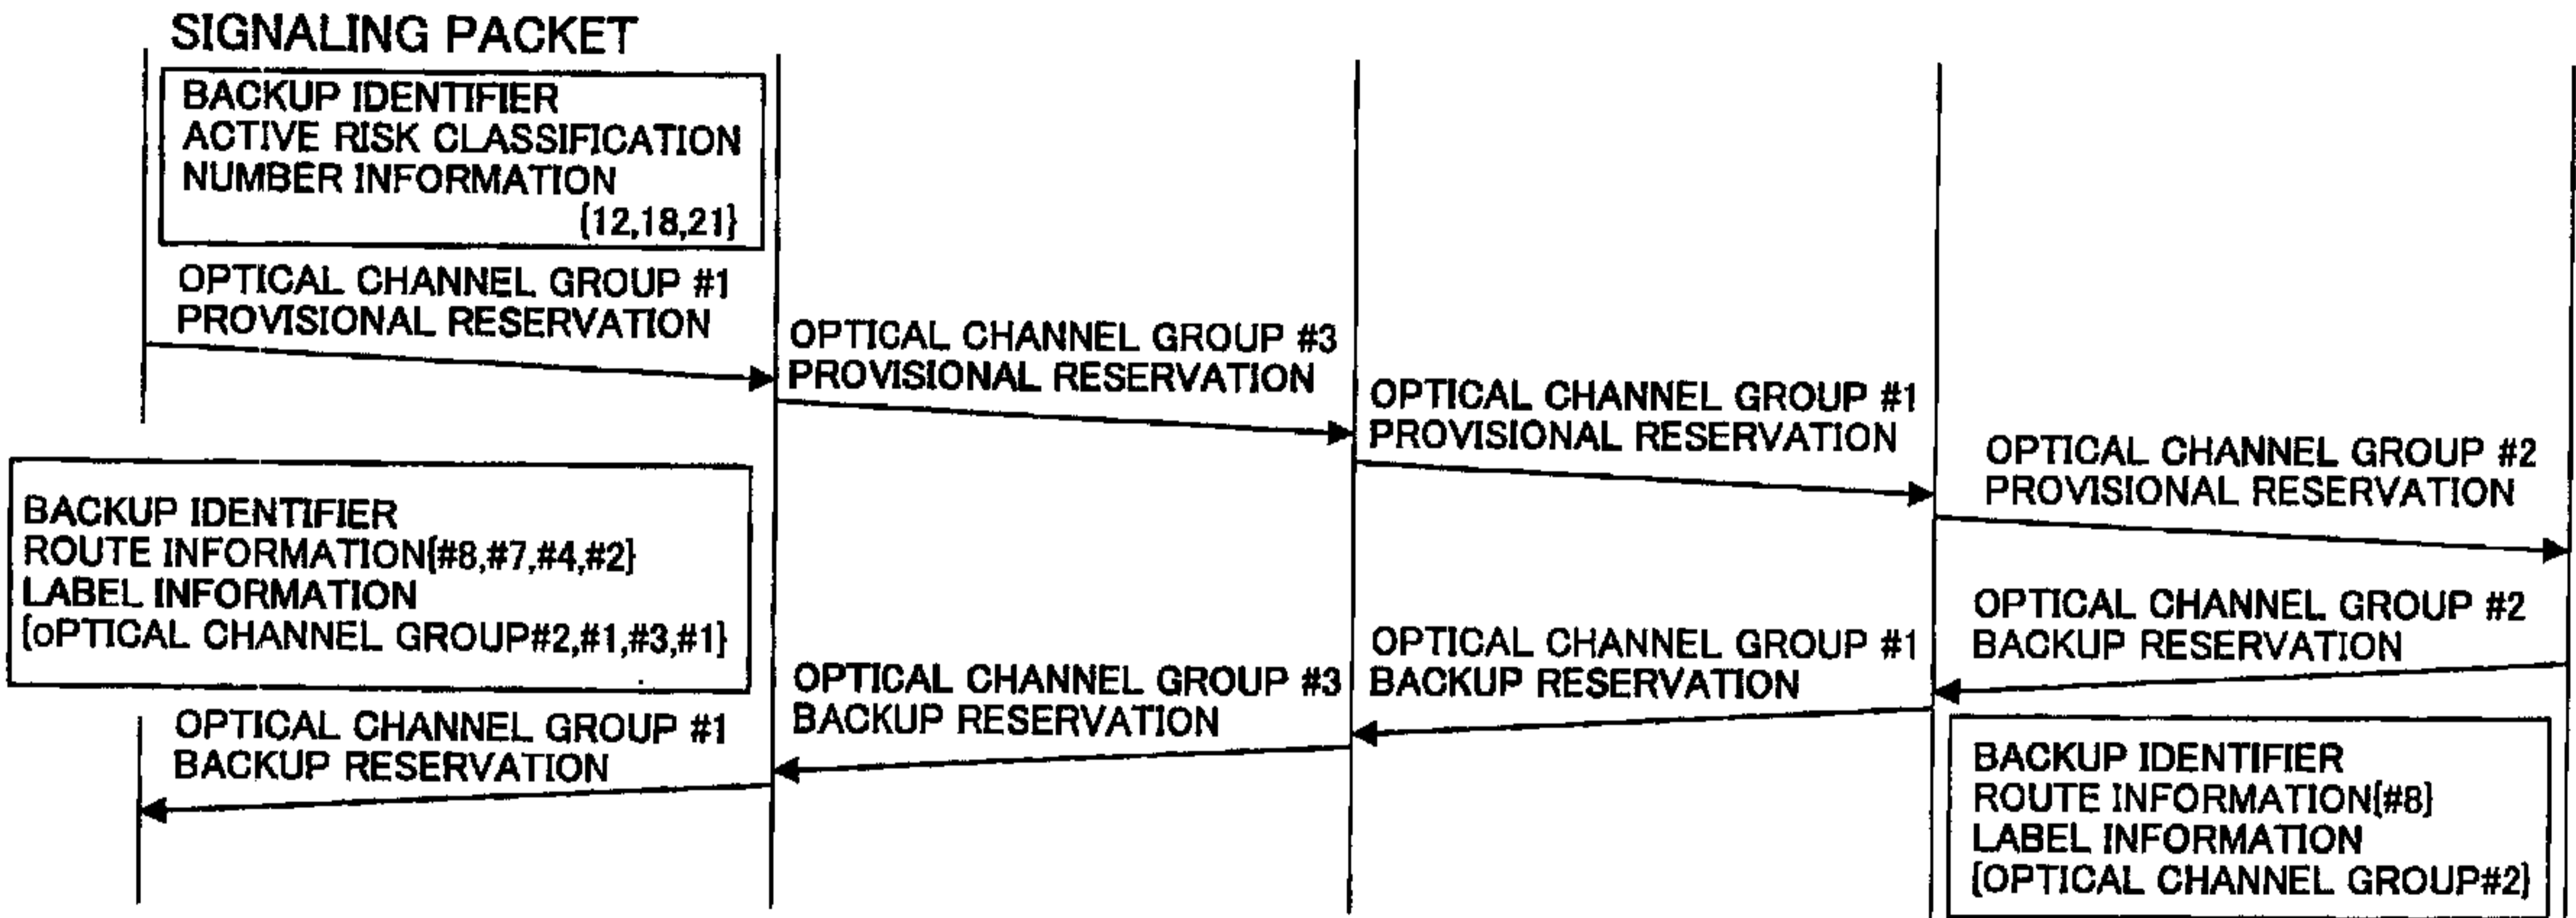 SIGNALING PACKET
BACKUP IDENTIFIER
ACTIVE RISK CLASSIFICATION
NUMBER INFORMATION
{12,18,21}
OPTICAL CHANNEL GROUP #1
PROVISIONAL RESERVATION
OPTICAL CHANNEL GROUP #3
PROVISIONAL RESERVATION
OPTICAL CHANNEL GROUP #1
PROVISIONAL RESERVATION
OPTICAL CHANNEL GROUP #2
PROVISIONAL RESERVATION
BACKUP IDENTIFIER
ROUTE INFORMATION{#8,#7,#4,#2}
LABEL INFORMATION
{oPTICAL CHANNEL GROUP#2,#1,#3,#1}
OPTICAL CHANNEL GROUP #2
BACKUP RESERVATION
OPTICAL CHANNEL GROUP #1
BACKUP RESERVATION
OPTICAL CHANNEL GROUP #3
BACKUP RESERVATION
OPTICAL CHANNEL GROUP #1
BACKUP RESERVATION
BACKUP IDENTIFIER
ROUTE INFORMATION{#8}
LABEL INFORMATION
{OPTICAL CHANNEL GROUP#2}